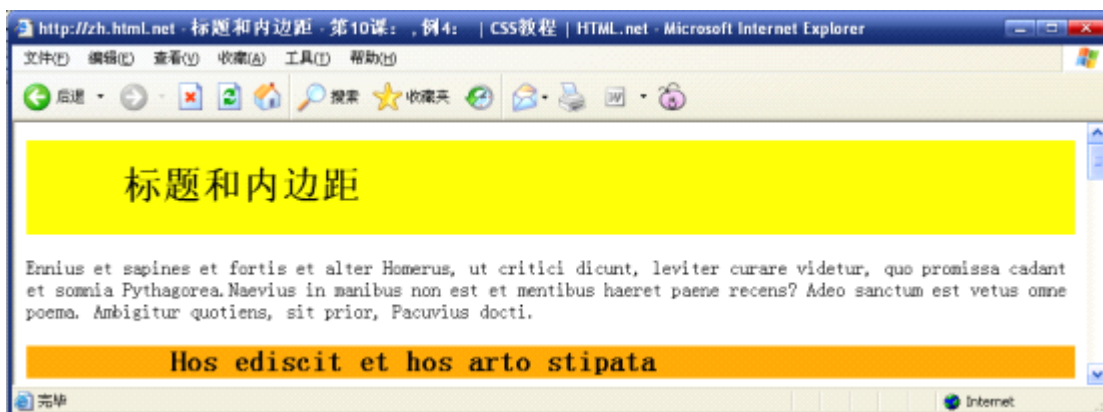 http://zh.html.net - 标题和内边距 - 第10课: ，例4: | CSS教程 | HTML.net - Microsoft Internet Explorer
文件(F) 编辑(E) 查看(V) 收藏(A) 工具(T) 帮助(H)
后退 搜索 收藏夹
标题和内边距
Ennius et sapines et fortis et alter Homerus, ut critici dicunt, leviter curare videtur, quo promissa cadant
et somnia Pythagorea.Naevius in manibus non est et mentibus haeret paene recens? Adeo sanctum est vetus omne
poema. Ambigitur quotiens, sit prior, Pacuvius docti.
Hos ediscit et hos arto stipata
完毕 Internet